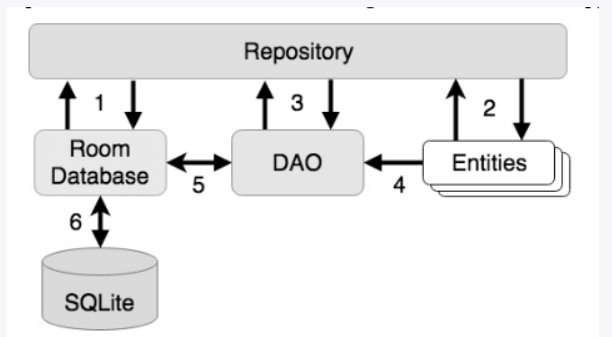 Repository
1
3
2
Room
Database
DAO
Entities
5
4
6
SQLite